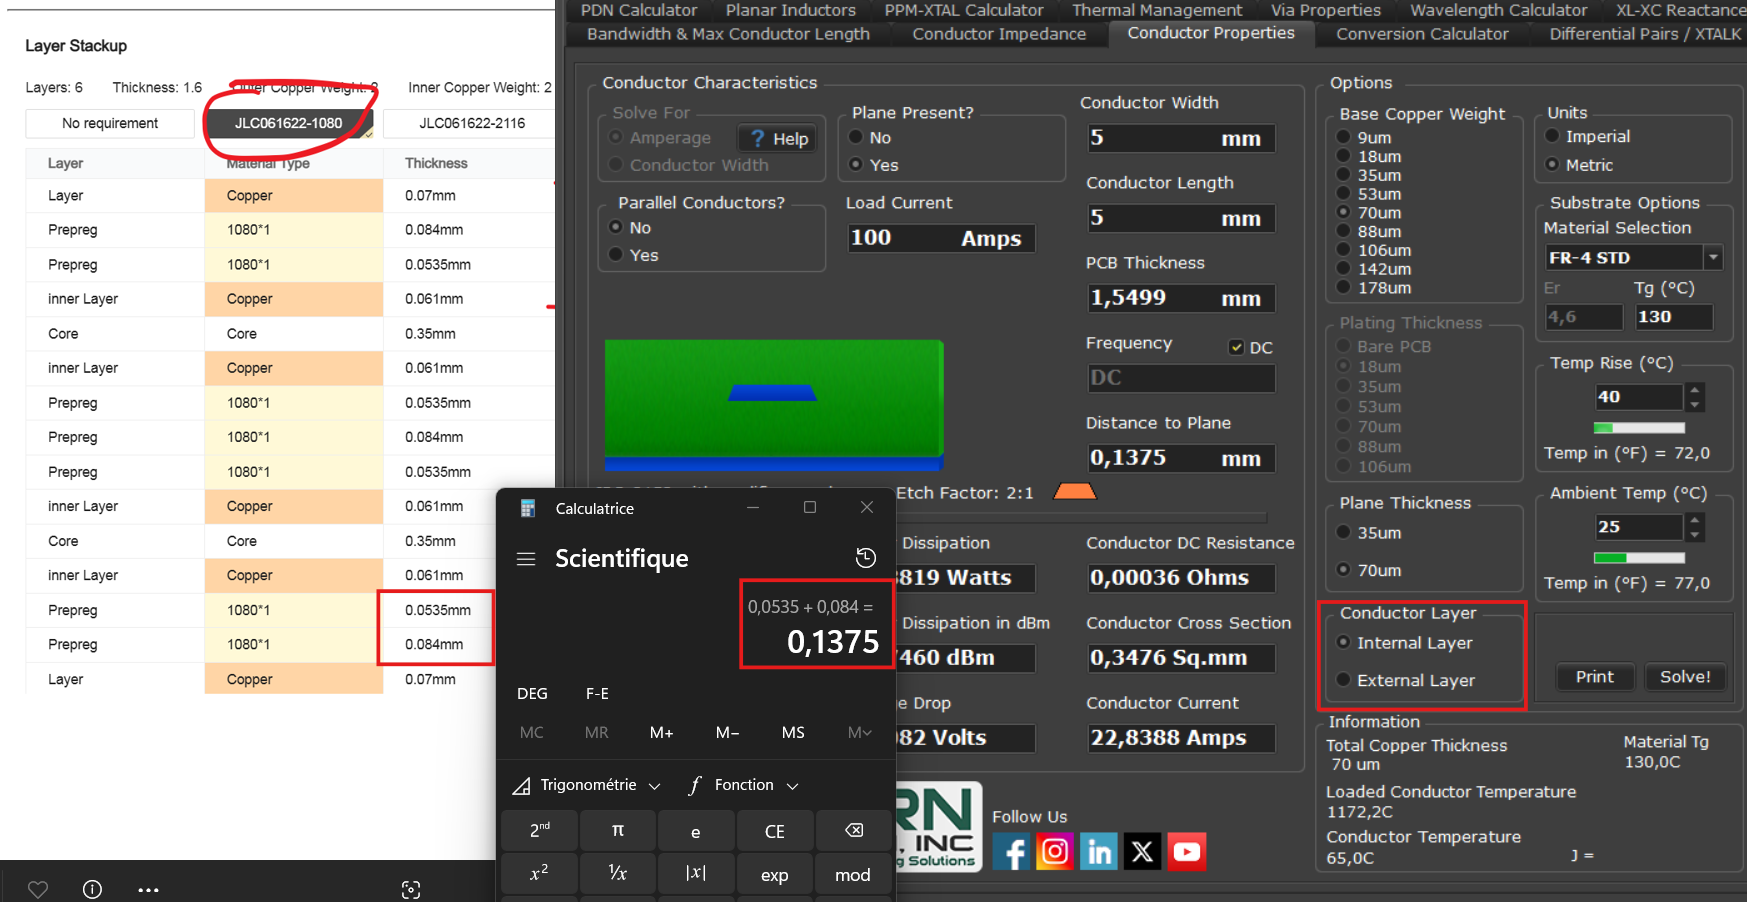 Layer Stackup
Layers: 6 Thickness: 1.6 Outer Copper Weight: 2 Inner Copper Weight: 2
No requirement JLC061622-1080 JLC061622-2116
Layer Material Type Thickness
Layer Copper 0.07mm
Prepreg 1080*1 0.084mm
Prepreg 1080*1 0.0535mm
inner Layer Copper 0.061mm
Core Core 0.35mm
inner Layer Copper 0.061mm
Prepreg 1080*1 0.0535mm
Prepreg 1080*1 0.084mm
Prepreg 1080*1 0.0535mm
inner Layer Copper 0.061mm
Core Core 0.35mm
inner Layer Copper 0.061mm
Prepreg 1080*1 0.0535mm
Prepreg 1080*1 0.084mm
Layer Copper 0.07mm
PDN Calculator Planar Inductors PPM-XTAL Calculator Thermal Management Via Properties Wavelength Calculator XL-XC Reactance
Bandwidth & Max Conductor Length Conductor Impedance Conductor Properties Conversion Calculator Differential Pairs / XTALK
Conductor Characteristics
Solve For
Amperage
? Help
Conductor Width
Plane Present?
No
Yes
Parallel Conductors?
No
Yes
Load Current
100 Amps
Conductor Width
5 mm
Conductor Length
5 mm
PCB Thickness
1,5499 mm
Frequency DC
DC
Distance to Plane
0,1375 mm
Etch Factor: 2:1
Dissipation
3819 Watts
Dissipation in dBm
7460 dBm
e Drop
082 Volts
Conductor DC Resistance
0,00036 Ohms
Conductor Cross Section
0,3476 Sq.mm
Conductor Current
22,8388 Amps
RN
, INC
g Solutions
Follow Us
Options
Base Copper Weight
9um
18um
35um
53um
70um
88um
106um
142um
178um
Plating Thickness
Bare PCB
18um
35um
53um
70um
88um
106um
Plane Thickness
35um
70um
Conductor Layer
Internal Layer
External Layer
Units
Imperial
Metric
Substrate Options
Material Selection
FR-4 STD
Er Tg (°C)
4,6 130
Temp Rise (°C)
40
Temp in (°F) = 72,0
Ambient Temp (°C)
25
Temp in (°F) = 77,0
Print Solve!
Information
Total Copper Thickness
70 um
Material Tg
130,0C
Loaded Conductor Temperature
1172,2C
Conductor Temperature
65,0C
J =
Calculatrice
Scientifique
0,0535 + 0,084 =
0,1375
DEG F-E
MC MR M+ M− MS M
Trigonométrie f Fonction
2nd π e CE
x² ¹/x |x| exp mod